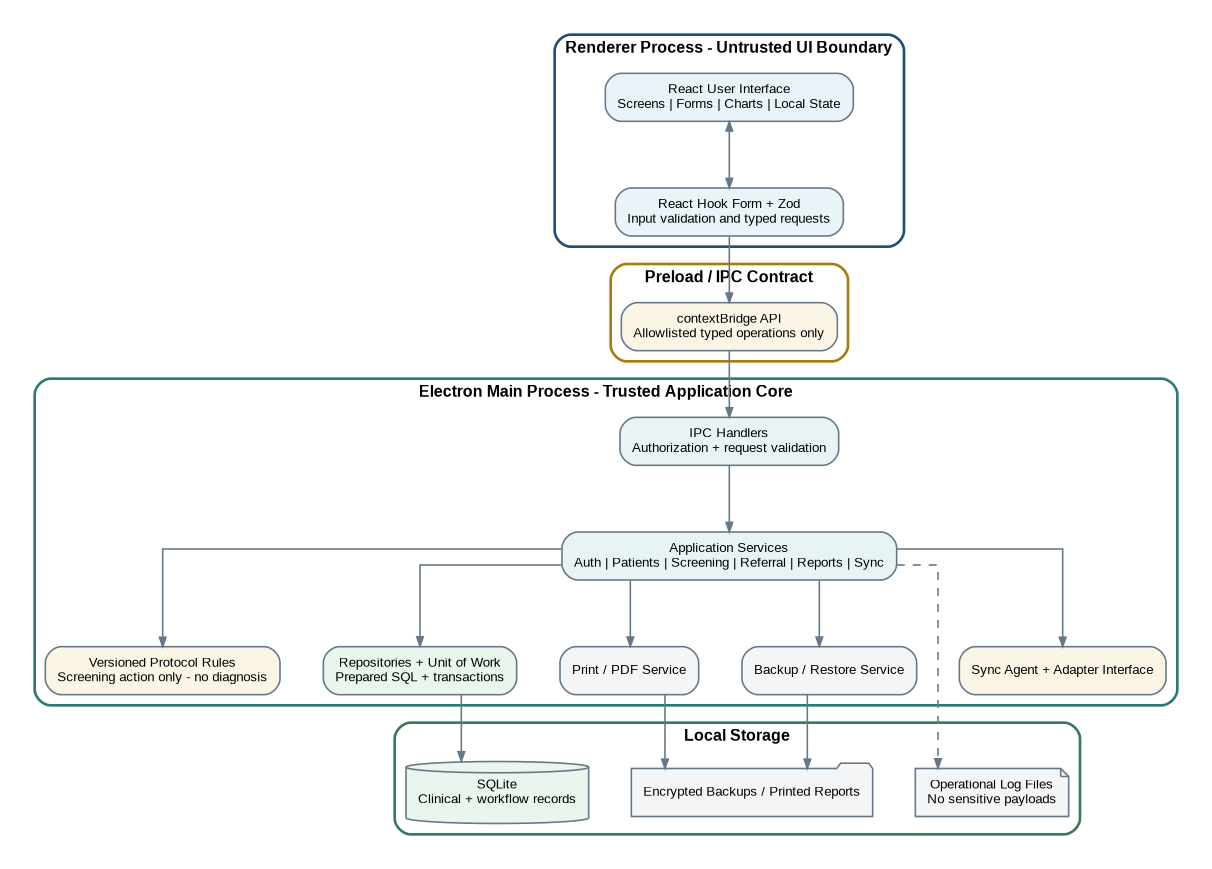 Renderer Process - Untrusted UI Boundary
React User Interface
Screens | Forms | Charts | Local State
React Hook Form + Zod
Input validation and typed requests
Preload / IPC Contract
contextBridge API
Allowlisted typed operations only
Electron Main Process - Trusted Application Core
IPC Handlers
Authorization + request validation
Application Services
Auth | Patients | Screening | Referral | Reports | Sync
Versioned Protocol Rules
Screening action only - no diagnosis
Repositories + Unit of Work
Prepared SQL + transactions
Print / PDF Service
Backup / Restore Service
Sync Agent + Adapter Interface
Local Storage
SQLite
Clinical + workflow records
Encrypted Backups / Printed Reports
Operational Log Files
No sensitive payloads